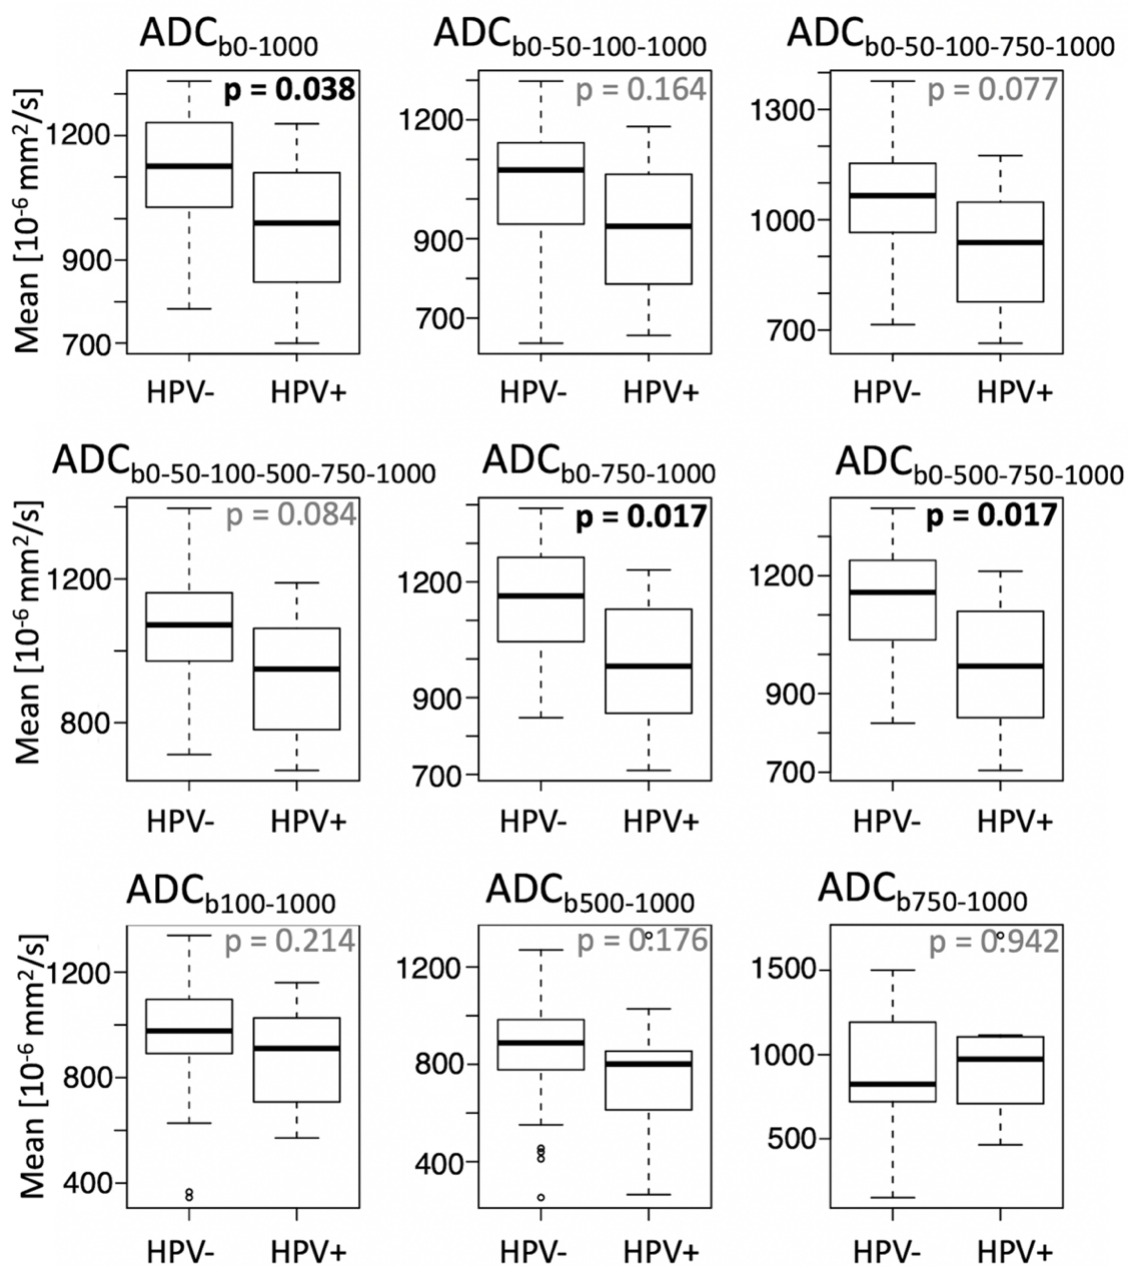 ADCb0-1000
ADCb0-50-100-1000
ADCb0-50-100-750-1000
Mean [10-6 mm2/s]
p = 0.038
1200
900
700
HPV- HPV+
p = 0.164
1200
900
700
HPV- HPV+
p = 0.077
1300
1000
700
HPV- HPV+
ADCb0-50-100-500-750-1000
ADCb0-750-1000
ADCb0-500-750-1000
Mean [10-6 mm2/s]
p = 0.084
1200
800
HPV- HPV+
p = 0.017
1200
900
700
HPV- HPV+
p = 0.017
1200
900
700
HPV- HPV+
ADCb100-1000
ADCb500-1000
ADCb750-1000
Mean [10-6 mm2/s]
p = 0.214
1200
800
400
HPV- HPV+
p = 0.176
1200
800
400
HPV- HPV+
p = 0.942
1500
1000
500
HPV- HPV+